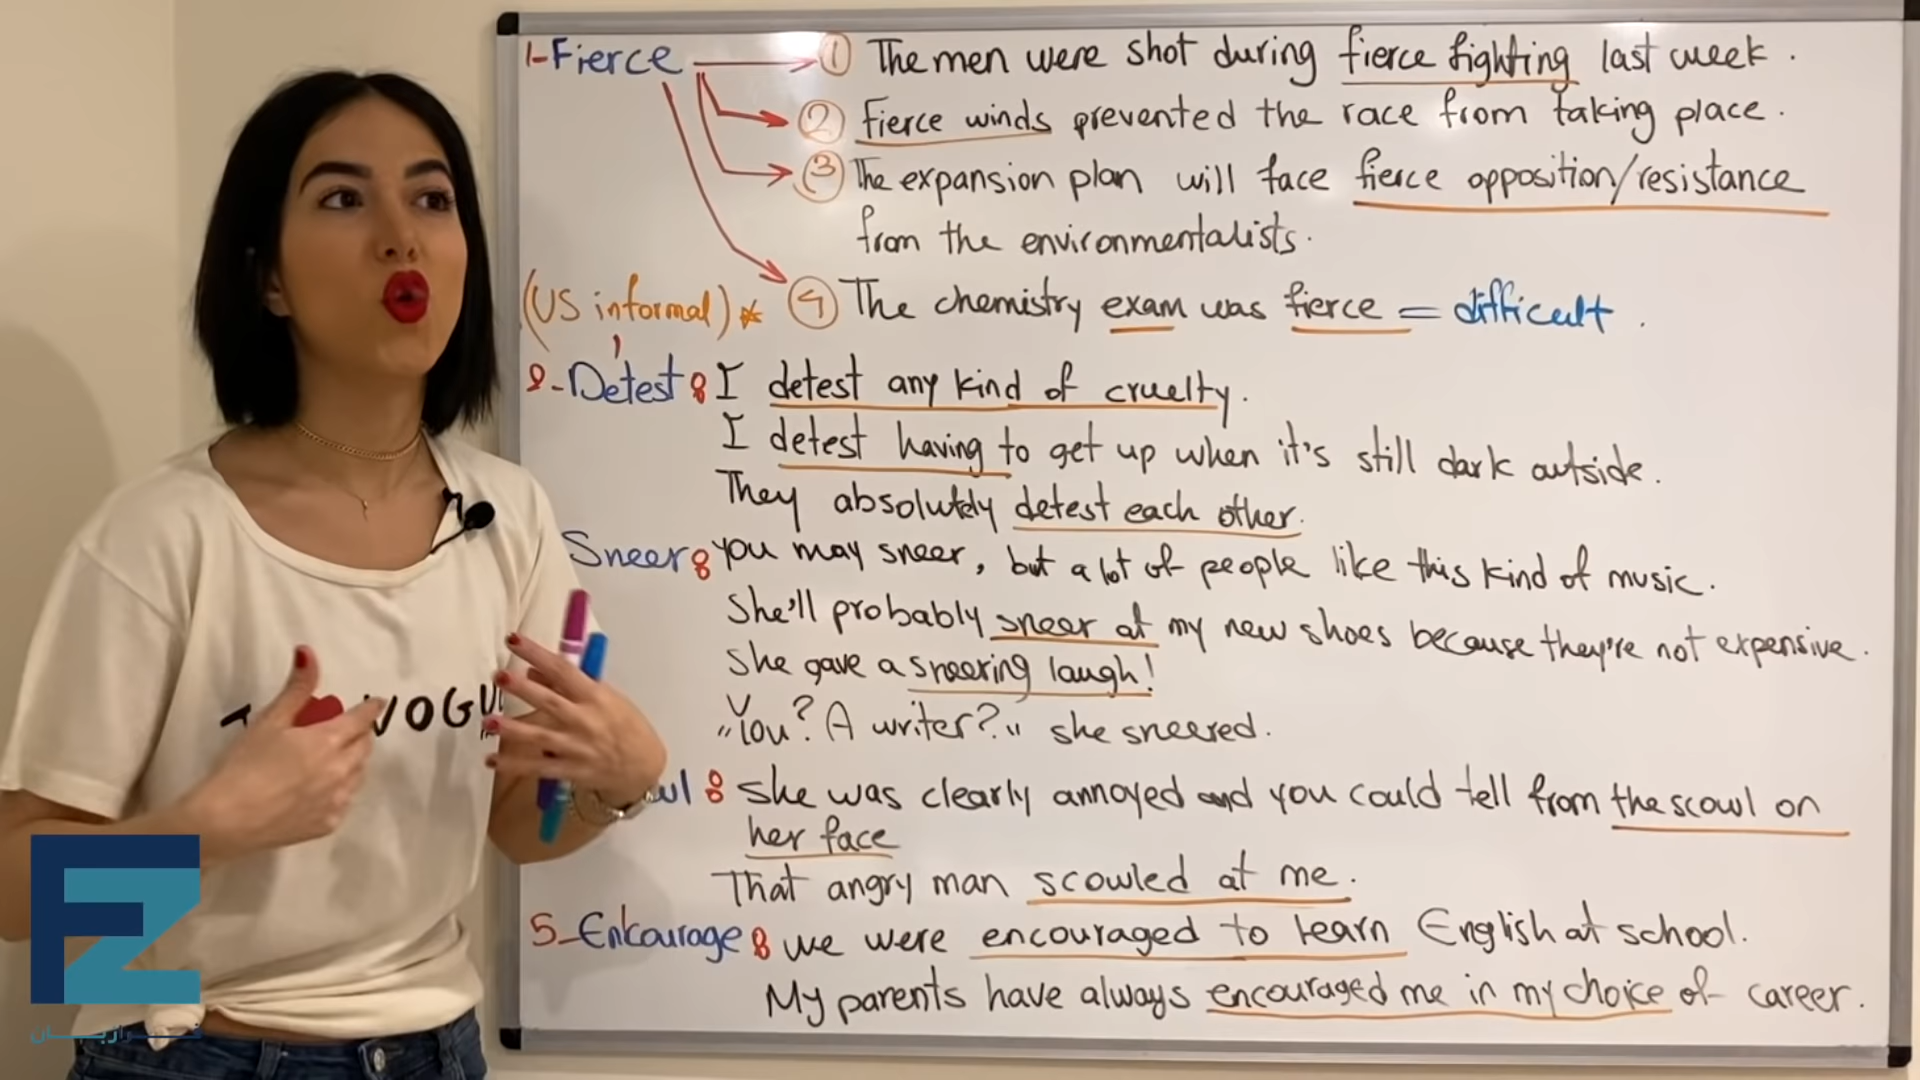 1-Fierce
① The men were shot during fierce fighting last week.
② Fierce winds prevented the race from taking place.
③ The expansion plan will face fierce opposition/resistance
from the environmentalists.
(US informal)* ④ The chemistry exam was fierce = difficult.
2-Detest: I detest any kind of cruelty.
I detest having to get up when it's still dark outside.
They absolutely detest each other.
Sneer: you may sneer, but a lot of people like this kind of music.
She'll probably sneer at my new shoes because they're not expensive.
She gave a sneering laugh!
"You? A writer?" she sneered.
wl: She was clearly annoyed and you could tell from the scowl on
her face
That angry man scowled at me.
5-Encourage: we were encouraged to learn English at school.
My parents have always encouraged me in my choice of career.
VOGU
FZ